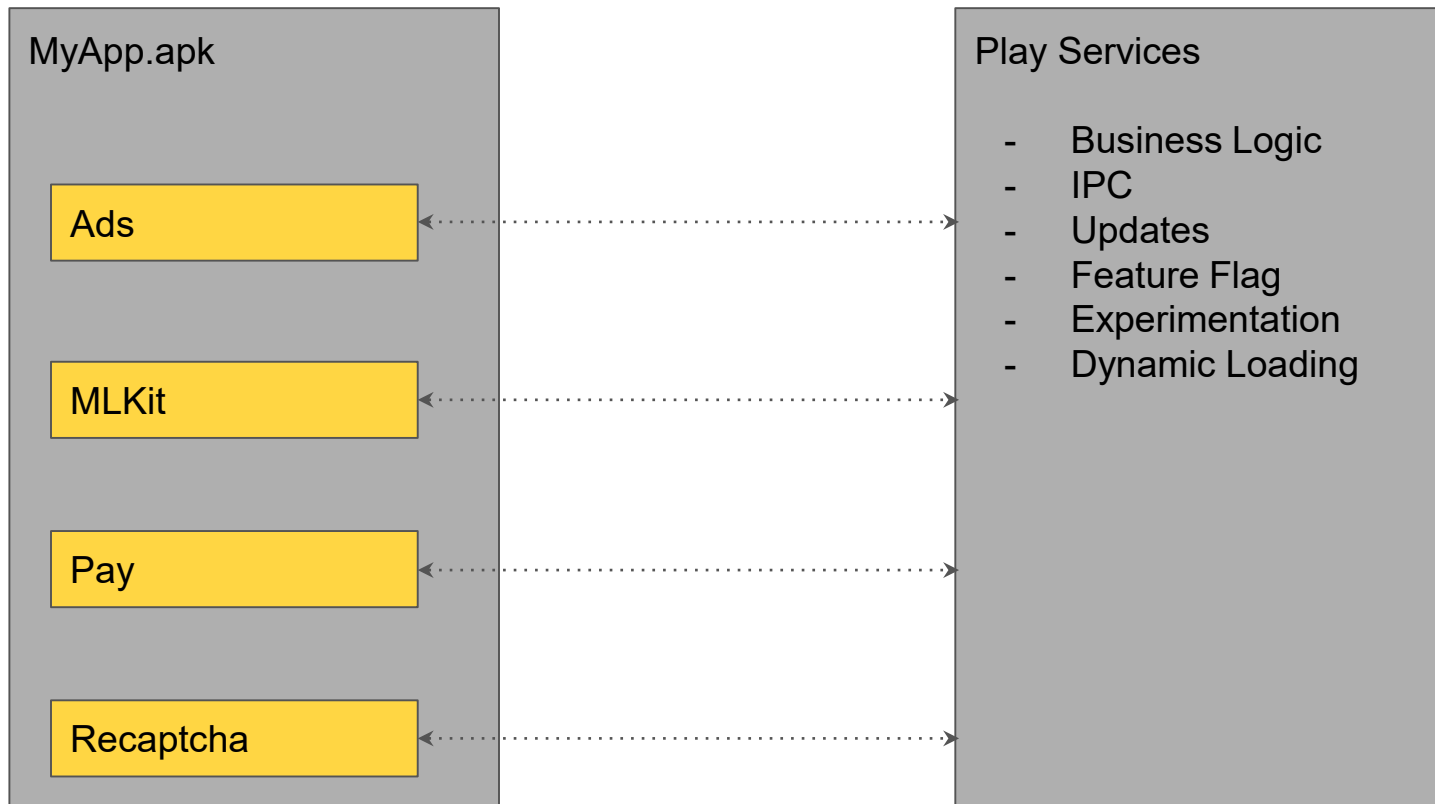 MyApp.apk
Ads
MLKit
Pay
Recaptcha
Play Services
- Business Logic
- IPC
- Updates
- Feature Flag
- Experimentation
- Dynamic Loading